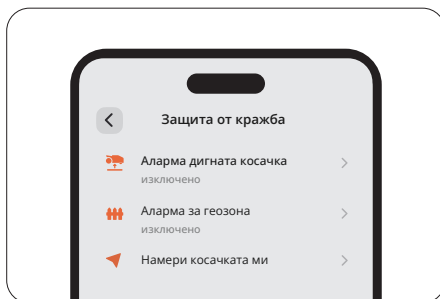 Защита от кражба
Аларма дигната косачка
изключено
Аларма за геозона
изключено
Намери косачката ми